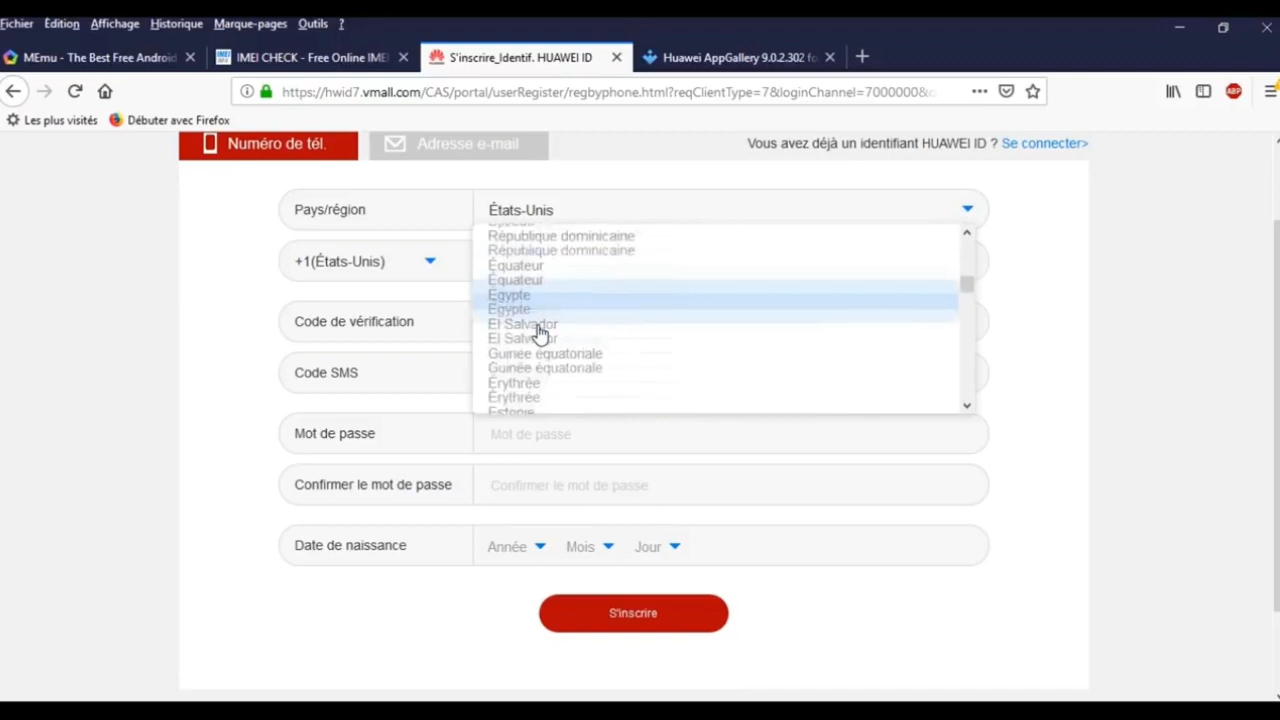 Fichier Édition Affichage Historique Marque-pages Outils ?
MEmu - The Best Free Android
IMEI CHECK - Free Online IMEI
S'inscrire_Identif. HUAWEI ID
Huawei AppGallery 9.0.2.302 fo
https://hwid7.vmall.com/CAS/portal/userRegister/regbyphone.html?reqClientType=7&loginChannel=7000000&
ABP
Les plus visités Débuter avec Firefox
Numéro de tél.
Adresse e-mail
Vous avez déjà un identifiant HUAWEI ID ? Se connecter>
Pays/région
États-Unis
République dominicaine
République dominicaine
Équateur
Équateur
Égypte
Égypte
El Salvador
El Salvador
Guinée équatoriale
Guinée équatoriale
Érythrée
Érythrée
Estonie
+1(États-Unis)
Code de vérification
Code SMS
Mot de passe
Mot de passe
Confirmer le mot de passe
Confirmer le mot de passe
Date de naissance
Année Mois Jour
S'inscrire